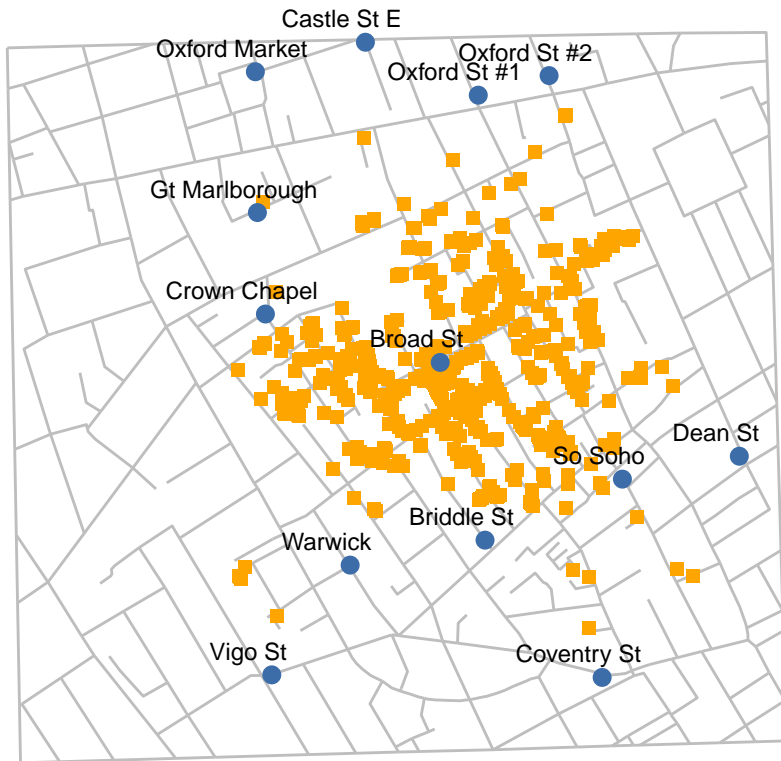 Castle St E
Oxford Market
Oxford St #2
Oxford St #1
Gt Marlborough
Crown Chapel
Broad St
Dean St
So Soho
Briddle St
Warwick
Vigo St
Coventry St